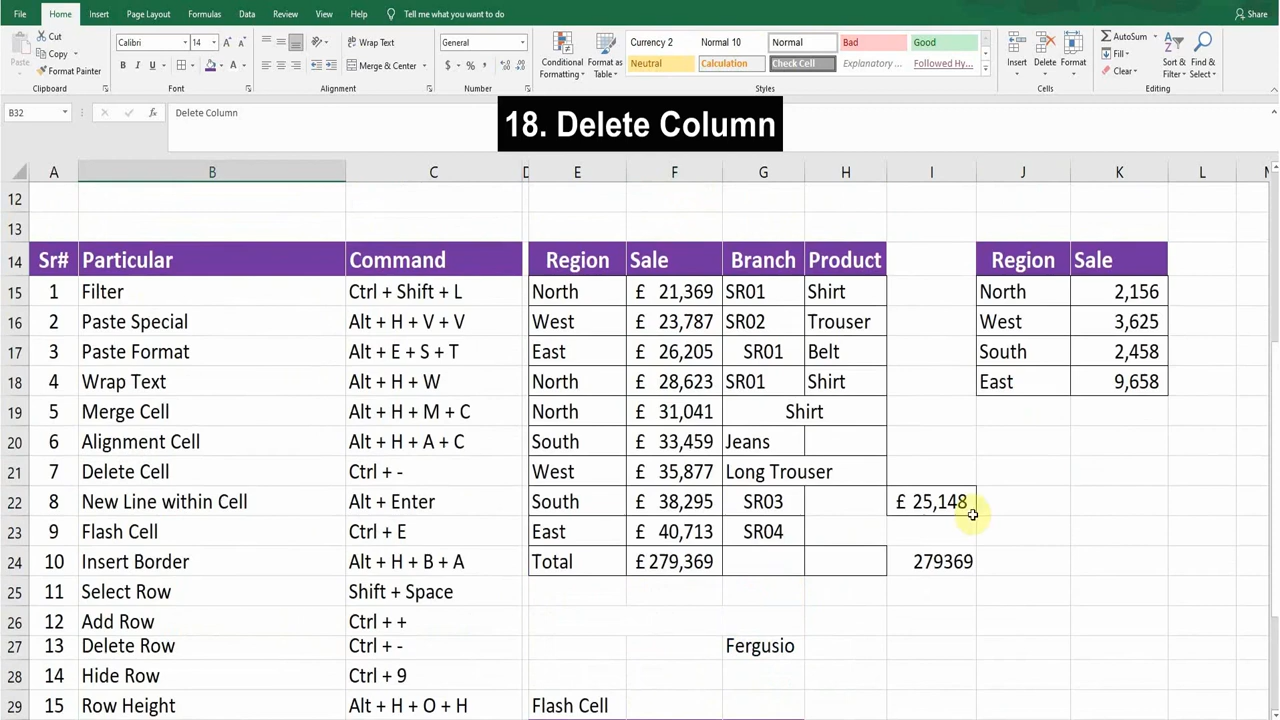 File Home Insert Page Layout Formulas Data Review View Help Tell me what you want to do Share
Cut
Copy
Format Painter
Paste
Clipboard
Calibri 14
B I U
Font
Wrap Text
Merge & Center
Alignment
General
$ % ,
Number
Conditional Formatting
Format as Table
Currency 2 Normal 10 Normal Bad Good
Neutral Calculation Check Cell Explanatory ... Followed Hy...
Styles
Insert Delete Format
Cells
AutoSum
Fill
Clear
Sort & Filter
Find & Select
Editing
B32 fx Delete Column
18. Delete Column
A B C D E F G H I J K L M
12
13
14 Sr# Particular Command Region Sale Branch Product Region Sale
15 1 Filter Ctrl + Shift + L North £ 21,369 SR01 Shirt North 2,156
16 2 Paste Special Alt + H + V + V West £ 23,787 SR02 Trouser West 3,625
17 3 Paste Format Alt + E + S + T East £ 26,205 SR01 Belt South 2,458
18 4 Wrap Text Alt + H + W North £ 28,623 SR01 Shirt East 9,658
19 5 Merge Cell Alt + H + M + C North £ 31,041 Shirt
20 6 Alignment Cell Alt + H + A + C South £ 33,459 Jeans
21 7 Delete Cell Ctrl + - West £ 35,877 Long Trouser
22 8 New Line within Cell Alt + Enter South £ 38,295 SR03 £ 25,148
23 9 Flash Cell Ctrl + E East £ 40,713 SR04
24 10 Insert Border Alt + H + B + A Total £ 279,369 279369
25 11 Select Row Shift + Space
26 12 Add Row Ctrl + +
27 13 Delete Row Ctrl + - Fergusio
28 14 Hide Row Ctrl + 9
29 15 Row Height Alt + H + O + H Flash Cell